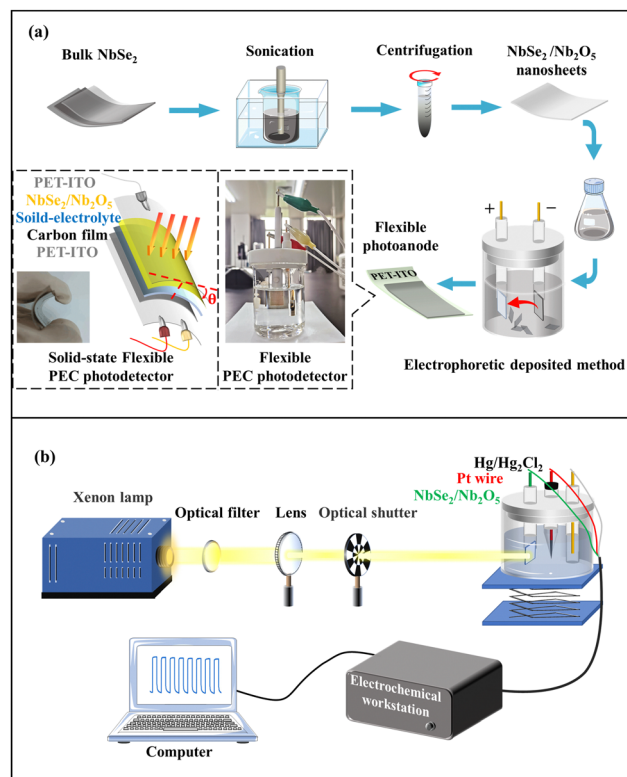 (a)
Bulk NbSe₂
Sonication
Centrifugation
NbSe₂/Nb₂O₅
nanosheets
PET-ITO
NbSe₂/Nb₂O₅
Soild-electrolyte
Carbon film
PET-ITO
θ
Solid-state Flexible
PEC photodetector
Flexible
PEC photodetector
Flexible
photoanode
PET-ITO
+ −
Electrophoretic deposited method
(b)
Hg/Hg₂Cl₂
Pt wire
NbSe₂/Nb₂O₅
Xenon lamp
Optical filter
Lens
Optical shutter
Electrochemical
workstation
Computer